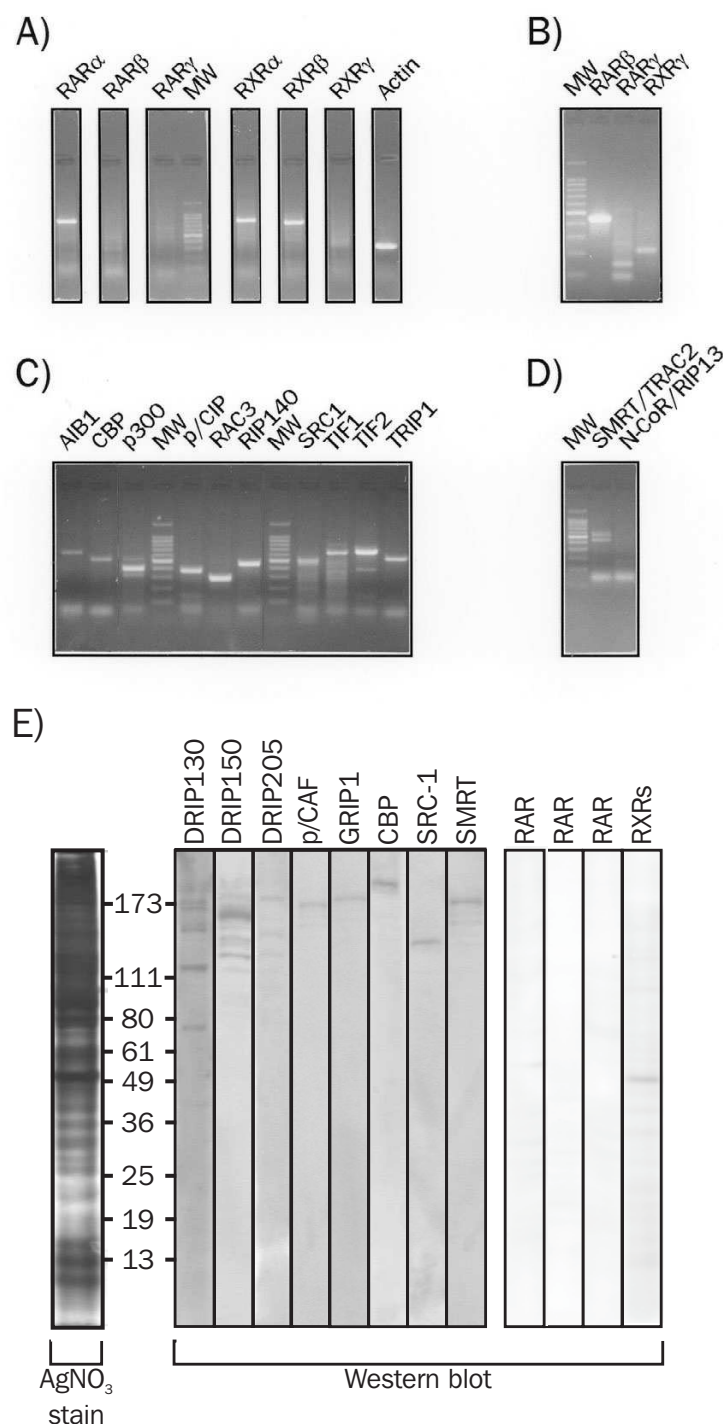 A)
RARα
RARβ
RARγ
MW
RXRα
RXRβ
RXRγ
Actin
B)
MW
RARβ
RARγ
RXRγ
C)
AIB1
CBP
p300
MW
p/CIP
RAC3
RIP140
MW
SRC1
TIF1
TIF2
TRIP1
D)
MW
SMRT/TRAC2
N-CoR/RIP13
E)
DRIP130
DRIP150
DRIP205
p/CAF
GRIP1
CBP
SRC-1
SMRT
RAR
RAR
RAR
RXRs
173
111
80
61
49
36
25
19
13
AgNO₃
stain
Western blot